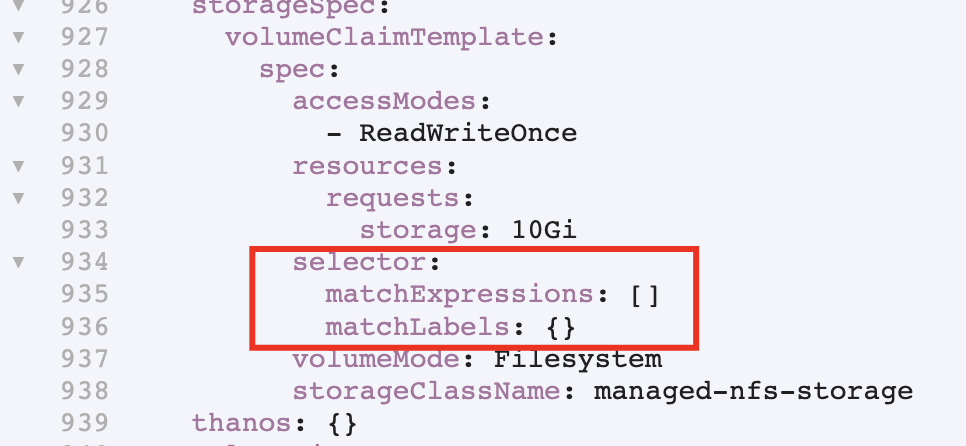 926 storageSpec:
927 volumeClaimTemplate:
928 spec:
929 accessModes:
930 - ReadWriteOnce
931 resources:
932 requests:
933 storage: 10Gi
934 selector:
935 matchExpressions: []
936 matchLabels: {}
937 volumeMode: Filesystem
938 storageClassName: managed-nfs-storage
939 thanos: {}